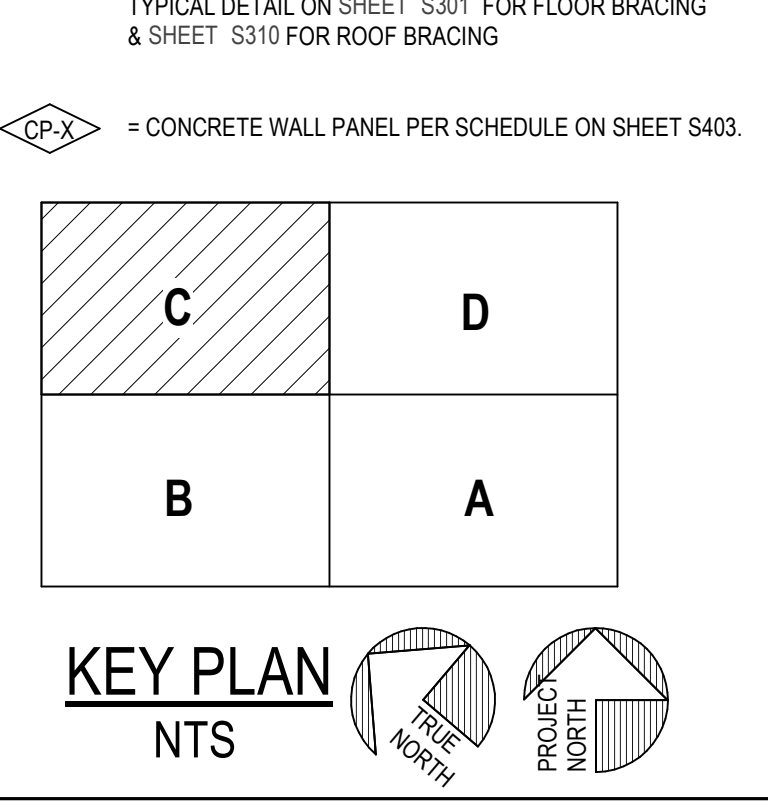 TYPICAL DETAIL ON SHEET S301 FOR FLOOR BRACING
& SHEET S310 FOR ROOF BRACING
CP-X = CONCRETE WALL PANEL PER SCHEDULE ON SHEET S403.
C D
B A
KEY PLAN
NTS
TRUE
NORTH
PROJECT
NORTH